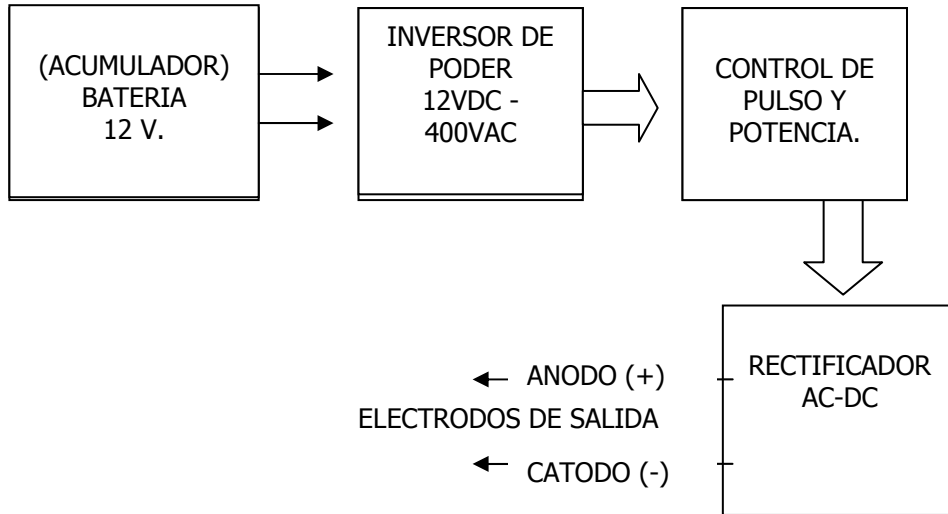 (ACUMULADOR)
BATERIA
12 V.
INVERSOR DE
PODER
12VDC -
400VAC
CONTROL DE
PULSO Y
POTENCIA.
RECTIFICADOR
AC-DC
ANODO (+)
ELECTRODOS DE SALIDA
CATODO (-)